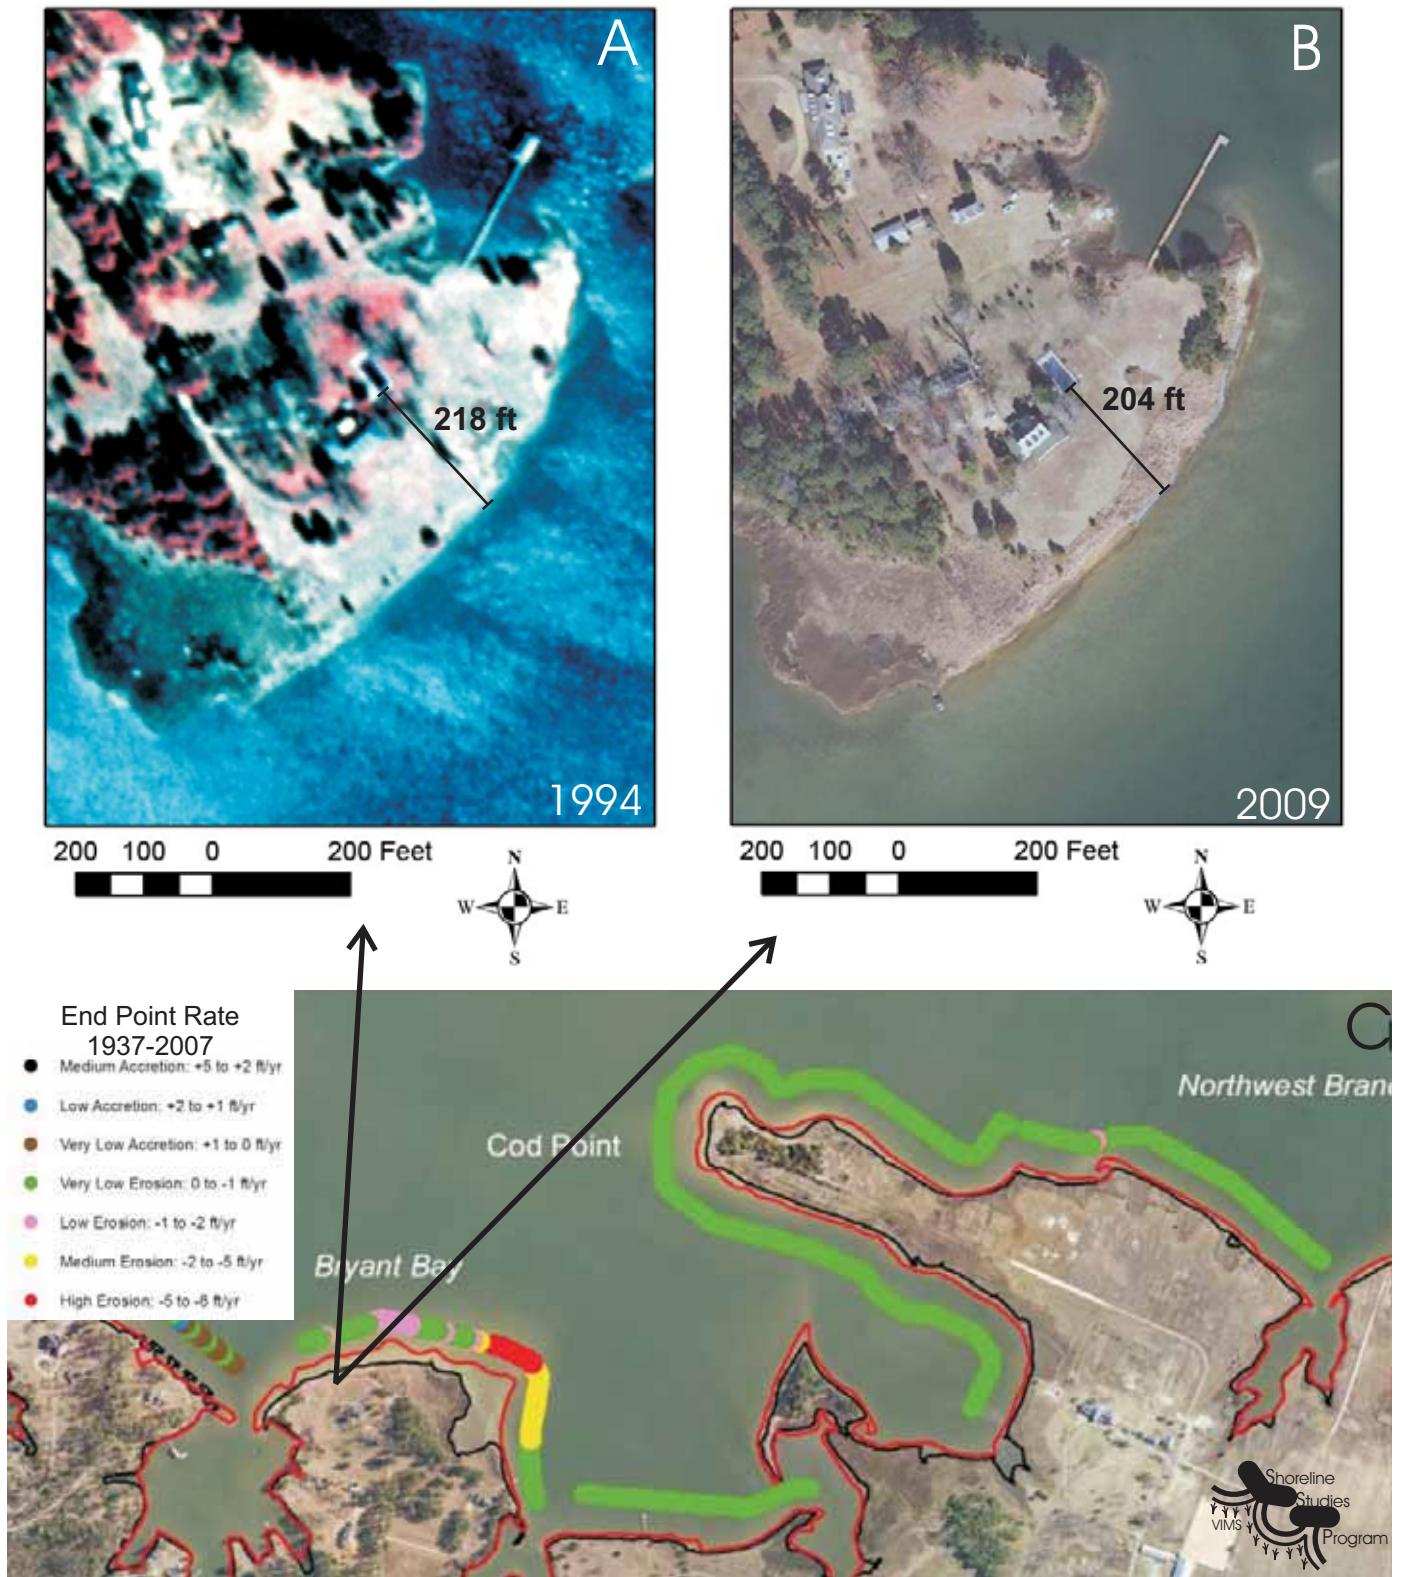 A
B
218 ft
204 ft
1994
2009
200 100 0 200 Feet
N
W E
S
200 100 0 200 Feet
N
W E
S
End Point Rate
1937-2007
Medium Accretion: +5 to +2 ft/yr
Low Accretion: +2 to +1 ft/yr
Very Low Accretion: +1 to 0 ft/yr
Very Low Erosion: 0 to -1 ft/yr
Low Erosion: -1 to -2 ft/yr
Medium Erosion: -2 to -5 ft/yr
High Erosion: -5 to -6 ft/yr
C
Northwest Branc
Cod Point
Bryant Bay
Shoreline
Studies
VIMS
Program